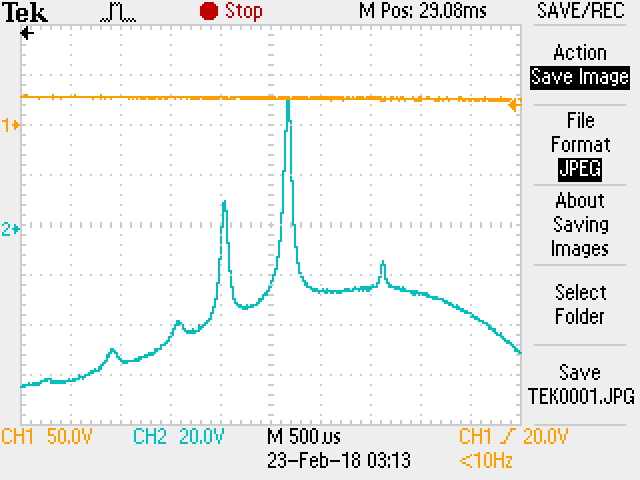 Tek Stop M Pos: 29.08ms SAVE/REC
Action
Save Image
1
File
Format
JPEG
About
2
Saving
Images
Select
Folder
Save
TEK0001.JPG
CH1 50.0V CH2 20.0V M 500µs CH1 20.0V
23-Feb-18 03:13 <10Hz